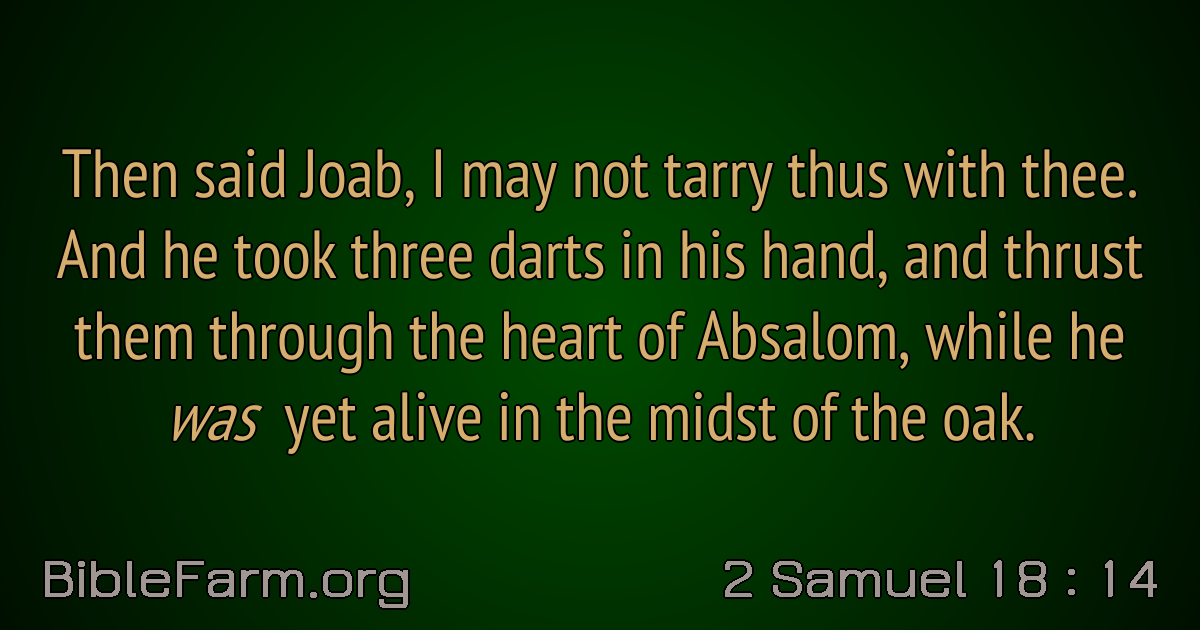 Then said Joab, I may not tarry thus with thee.
And he took three darts in his hand, and thrust
them through the heart of Absalom, while he
was yet alive in the midst of the oak.
BibleFarm.org
2 Samuel 18 : 14